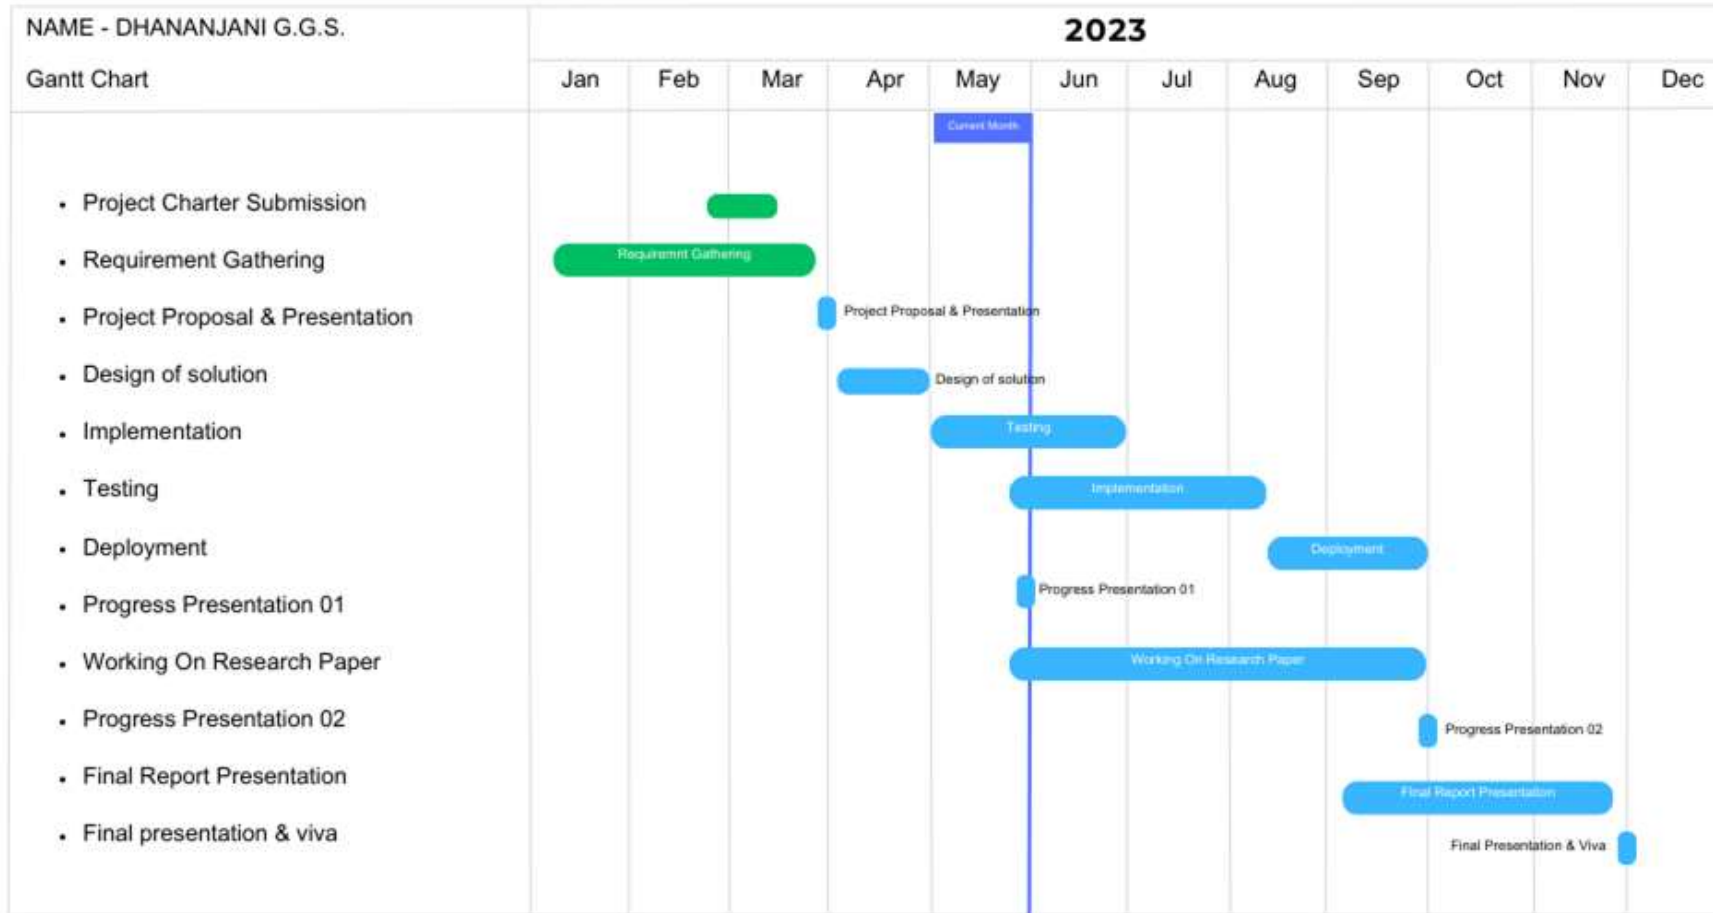 NAME - DHANANJANI G.G.S.
2023
Gantt Chart
Jan Feb Mar Apr May Jun Jul Aug Sep Oct Nov Dec
Current Month
• Project Charter Submission
• Requirement Gathering
Requiremnt Gathering
• Project Proposal & Presentation
Project Proposal & Presentation
• Design of solution
Design of solution
• Implementation
Testing
• Testing
Implementation
• Deployment
Deployment
• Progress Presentation 01
Progress Presentation 01
• Working On Research Paper
Working On Research Paper
• Progress Presentation 02
Progress Presentation 02
• Final Report Presentation
Final Report Presentation
• Final presentation & viva
Final Presentation & Viva